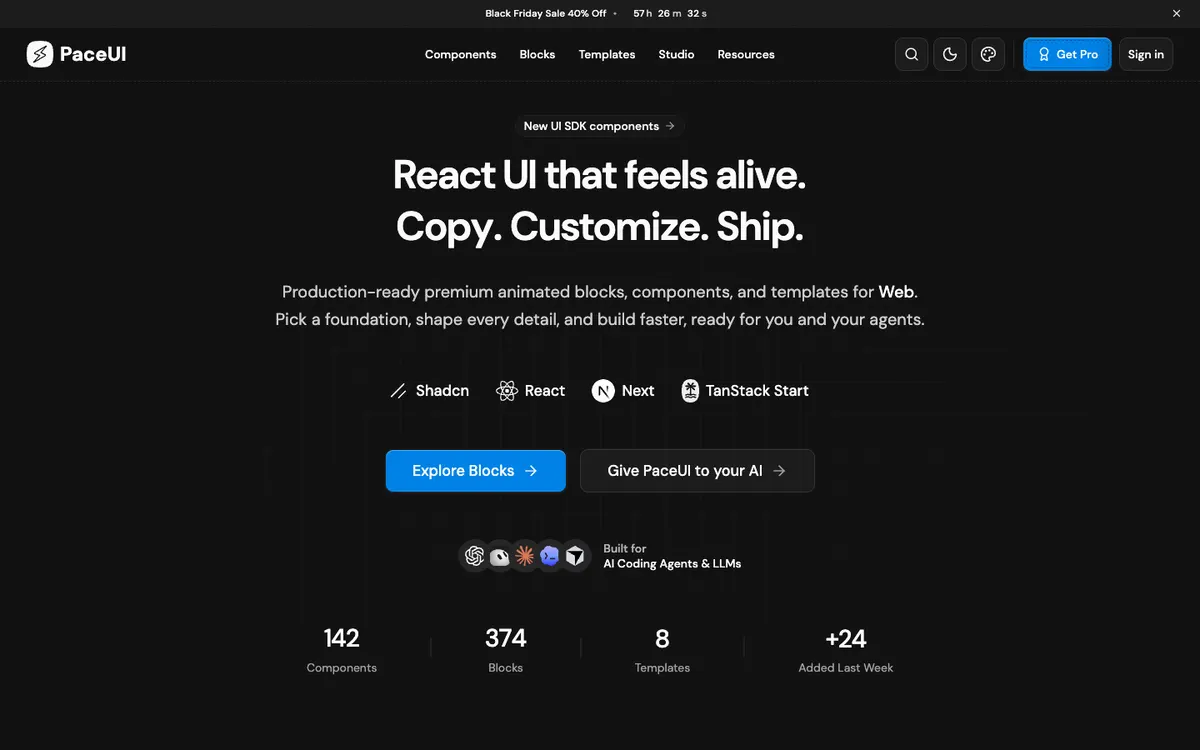 Black Friday Sale 40% Off • 57 h 26 m 32 s
PaceUI
Components Blocks Templates Studio Resources
Get Pro
Sign in
New UI SDK components →
React UI that feels alive.
Copy. Customize. Ship.
Production-ready premium animated blocks, components, and templates for Web.
Pick a foundation, shape every detail, and build faster, ready for you and your agents.
Shadcn React Next TanStack Start
Explore Blocks →
Give PaceUI to your AI →
Built for
AI Coding Agents & LLMs
142
Components
374
Blocks
8
Templates
+24
Added Last Week